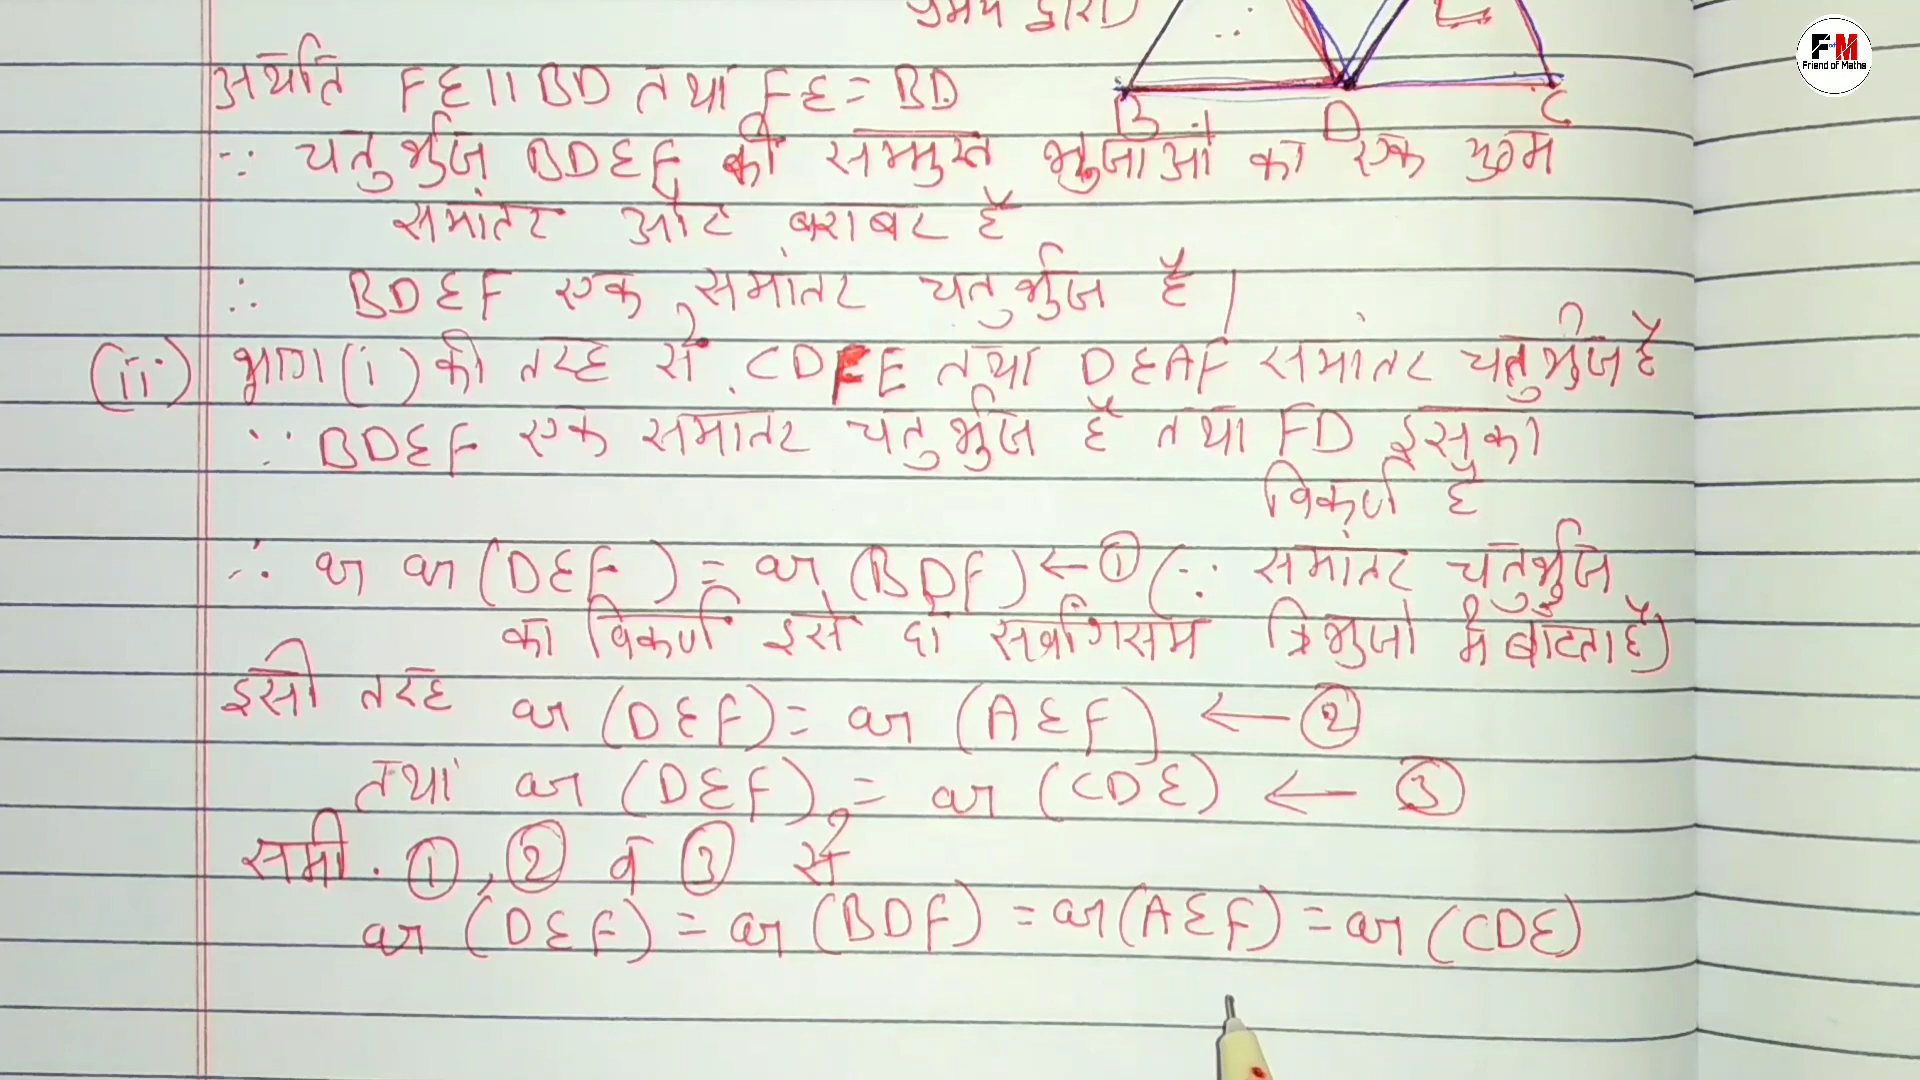 प्रमेय द्वारा
अर्थात FE || BD तथा FE = BD
B D C
∵ चतुर्भुज BDEF की सम्मुख भुजाओं का एक युग्म
समांतर और बराबर है
∴ BDEF एक समांतर चतुर्भुज है |
(ii) भाग (i) की तरह से CDFE तथा DEAF समांतर चतुर्भुज है
∵ BDEF एक समांतर चतुर्भुज है तथा FD इसका
विकर्ण है
∴ ar ar (DEF) = ar (BDF) ← ① (∵ समांतर चतुर्भुज
का विकर्ण इसे दो सर्वांगसम त्रिभुजों में बाँटता है)
इसी तरह ar (DEF) = ar (AEF) ← ②
तथा ar (DEF) = ar (CDE) ← ③
समी. ①, ② व ③ से
ar (DEF) = ar (BDF) = ar (AEF) = ar (CDE)
FM
Friend of Maths